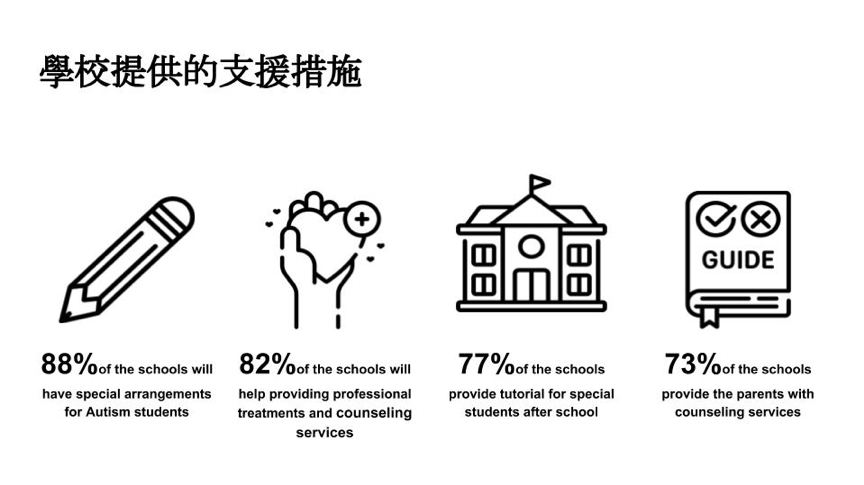 學校提供的支援措施
GUIDE
88%of the schools will
have special arrangements
for Autism students
82%of the schools will
help providing professional
treatments and counseling
services
77%of the schools
provide tutorial for special
students after school
73%of the schools
provide the parents with
counseling services